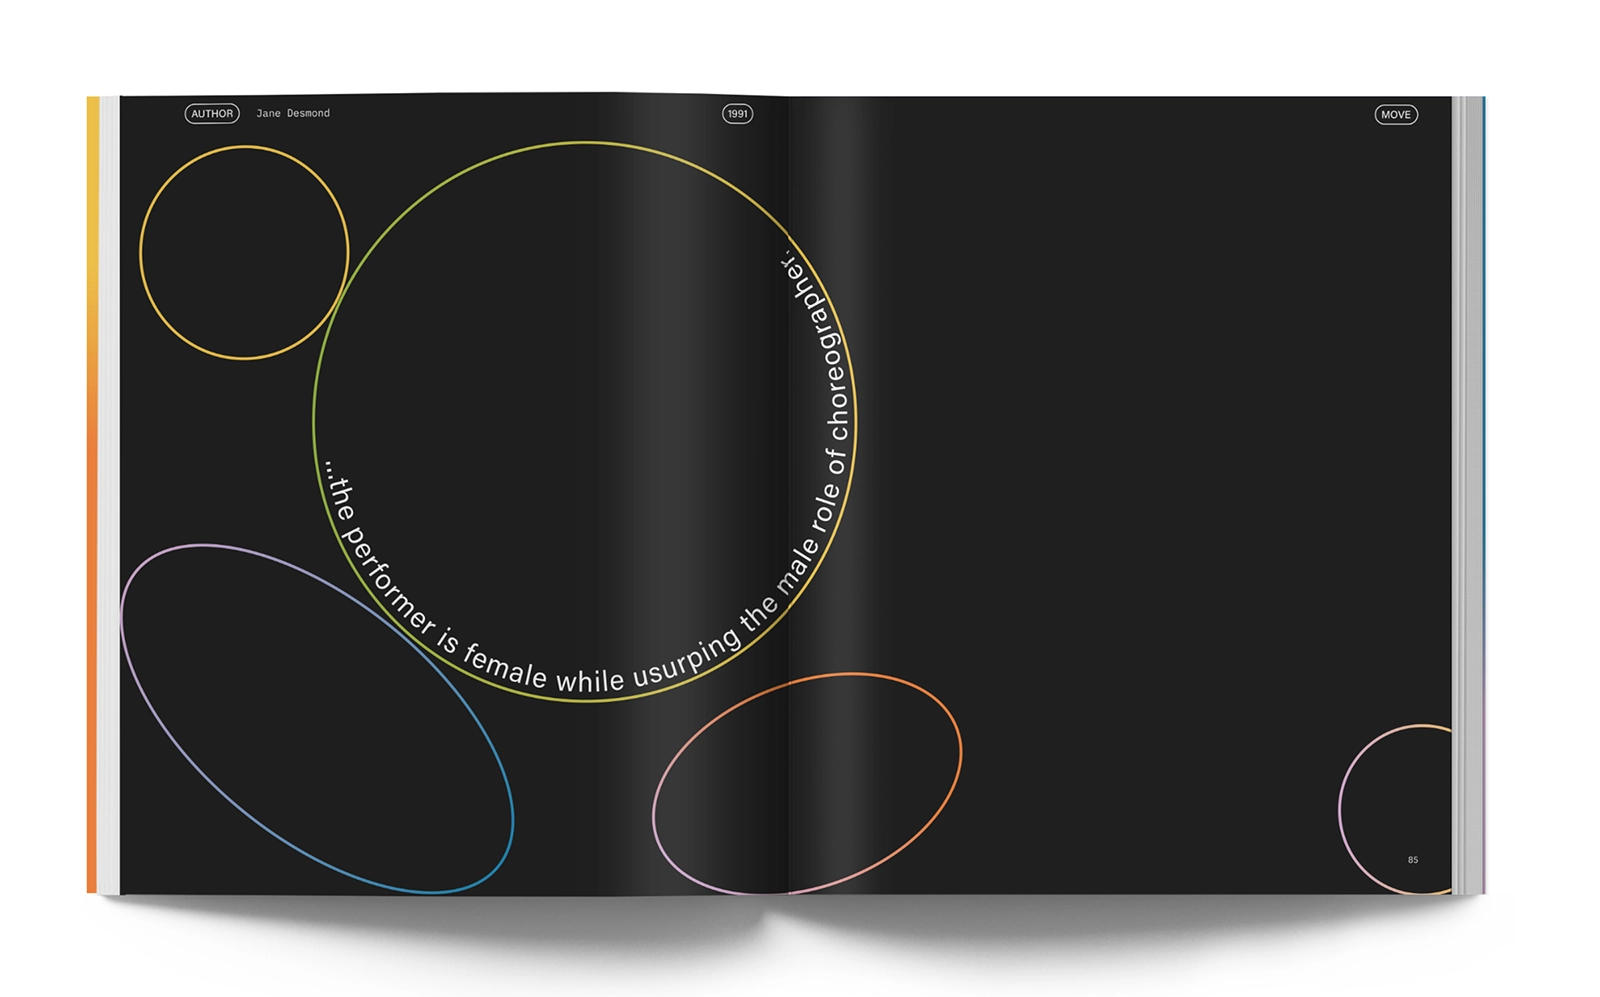 AUTHOR Jane Desmond 1991 MOVE
...the performer is female while usurping the male role of choreographer.
85